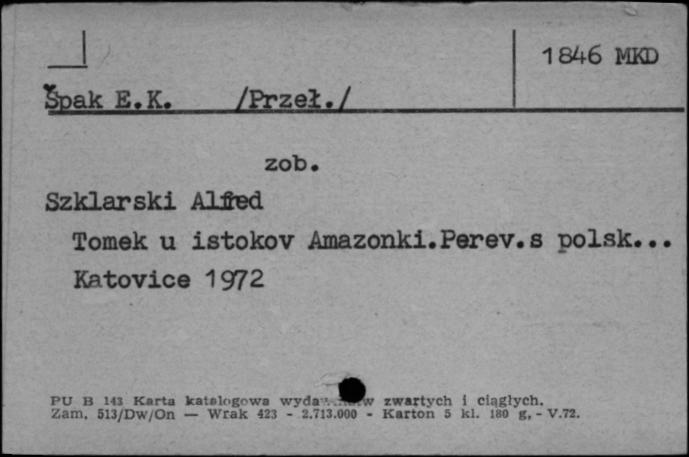 1846 MKD
Špak E.K. /Przeł./
zob.
Szklarski Alfred
Tomek u istokov Amazonki.Perev.s polsk...
Katovice 1972
PU B 143 Karta katalogowa zwartych i ciągłych.
Zam. 513/Dw/On — Wrak 423 - 2.713.000 - Karton 5 kl. 180 g, - V.72.